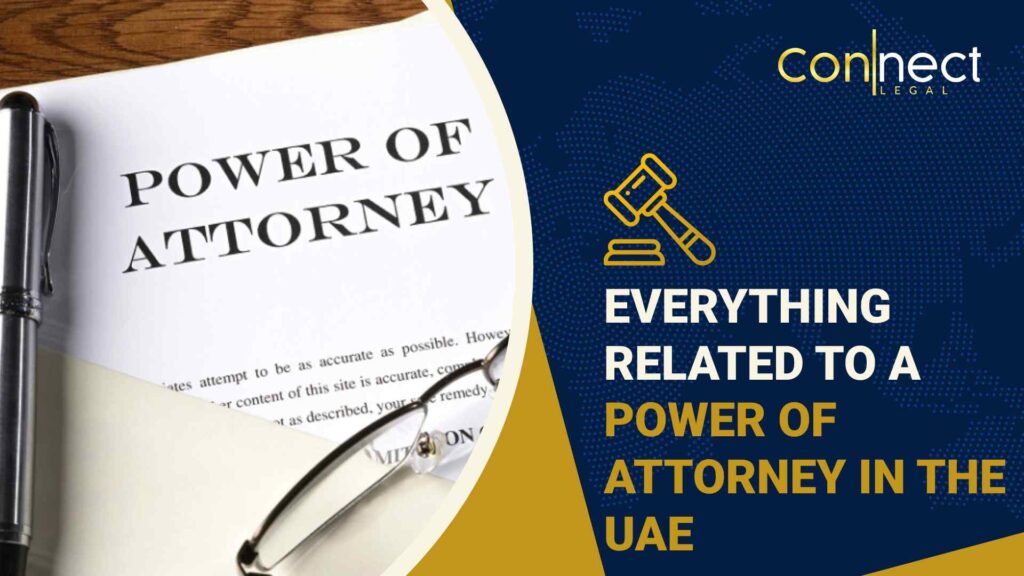 POWER OF
ATTORNEY
attempt to be as accurate as possible.
content of this site is accurate,
as described, your remedy
Connect
LEGAL
EVERYTHING
RELATED TO A
POWER OF
ATTORNEY IN THE
UAE